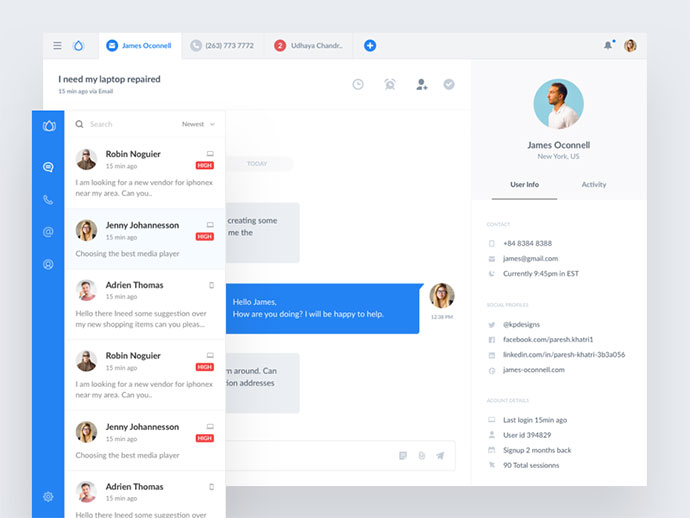 James Oconnell
(263) 773 7772
2
Udhaya Chandr..
I need my laptop repaired
15 min ago via Email
Search
Newest
Robin Noguier
15 min ago
HIGH
I am looking for a new vendor for iphonex
near my area. Can you..
Jenny Johannesson
15 min ago
HIGH
Choosing the best media player
Adrien Thomas
15 min ago
Hello there Ineed some suggestion over
my new shopping items can you pleas...
Robin Noguier
15 min ago
HIGH
I am looking for a new vendor for iphonex
near my area. Can you..
Jenny Johannesson
15 min ago
HIGH
Choosing the best media player
Adrien Thomas
15 min ago
Hello there Ineed some suggestion over
TODAY
creating some
me the
Hello James,
How are you doing? I will be happy to help.
12:38 PM
rn around. Can
tion addresses
James Oconnell
New York, US
User Info
Activity
CONTACT
+84 8384 8388
james@gmail.com
Currently 9:45pm in EST
SOCIAL PROFILES
@kpdesigns
facebook.com/paresh.khatri1
linkedin.com/in/paresh-khatri-3b3a056
james-oconnell.com
ACOUNT DETAILS
Last login 15min ago
User id 394829
Signup 2 months back
90 Total sessionns